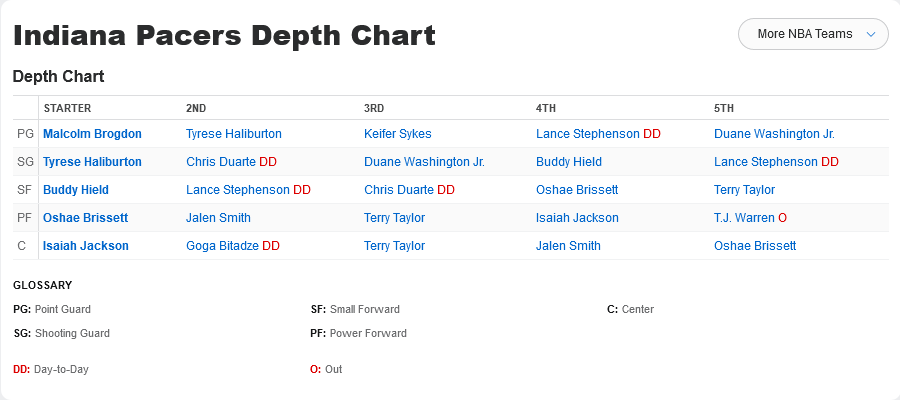 Indiana Pacers Depth Chart
More NBA Teams
Depth Chart
STARTER 2ND 3RD 4TH 5TH
PG Malcolm Brogdon Tyrese Haliburton Keifer Sykes Lance Stephenson DD Duane Washington Jr.
SG Tyrese Haliburton Chris Duarte DD Duane Washington Jr. Buddy Hield Lance Stephenson DD
SF Buddy Hield Lance Stephenson DD Chris Duarte DD Oshae Brissett Terry Taylor
PF Oshae Brissett Jalen Smith Terry Taylor Isaiah Jackson T.J. Warren O
C Isaiah Jackson Goga Bitadze DD Terry Taylor Jalen Smith Oshae Brissett
GLOSSARY
PG: Point Guard SF: Small Forward C: Center
SG: Shooting Guard PF: Power Forward
DD: Day-to-Day O: Out